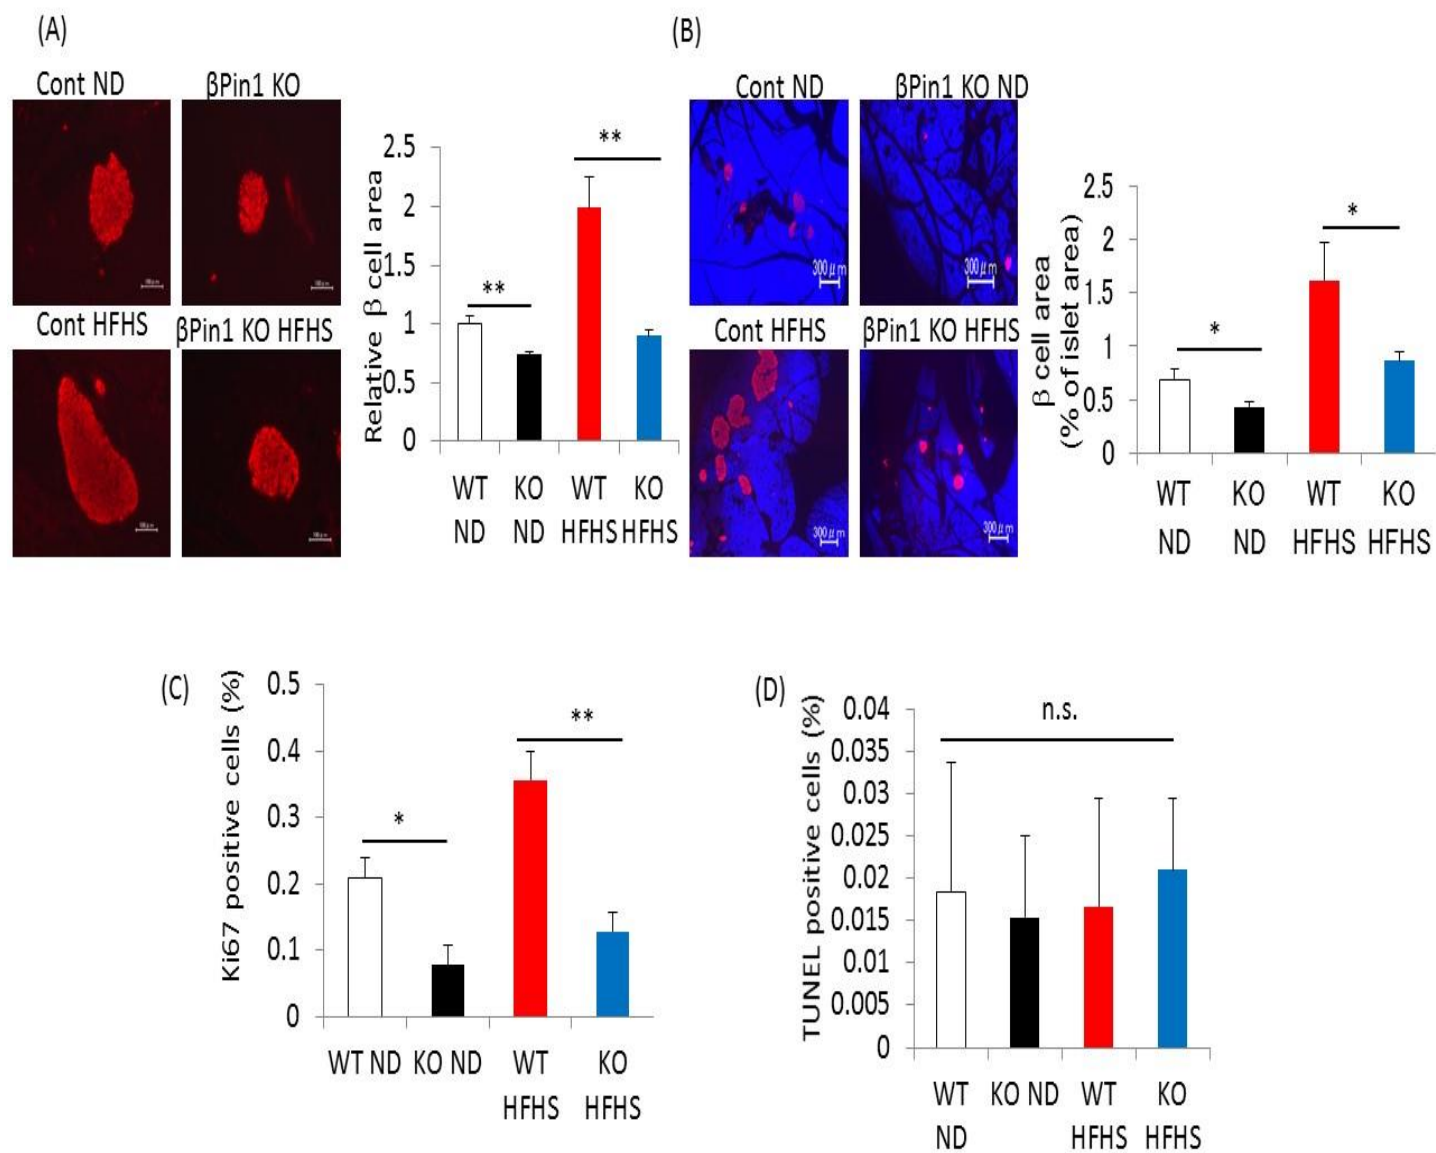 (A)
Cont ND
βPin1 KO
Cont HFHS
βPin1 KO HFHS
Relative β cell area
2.5
2
1.5
1
0.5
0
**
**
WT
ND
KO
ND
WT
HFHS
KO
HFHS
(B)
Cont ND
βPin1 KO ND
300μm
300μm
Cont HFHS
βPin1 KO HFHS
300μm
300μm
β cell area
(% of islet area)
2.5
2
1.5
1
0.5
0
*
*
WT
ND
KO
ND
WT
HFHS
KO
HFHS
(C)
Ki67 positive cells (%)
0.5
0.4
0.3
0.2
0.1
0
*
**
WT ND
KO ND
WT
HFHS
KO
HFHS
(D)
TUNEL positive cells (%)
0.04
0.035
0.03
0.025
0.02
0.015
0.01
0.005
0
n.s.
WT
ND
KO ND
WT
HFHS
KO
HFHS